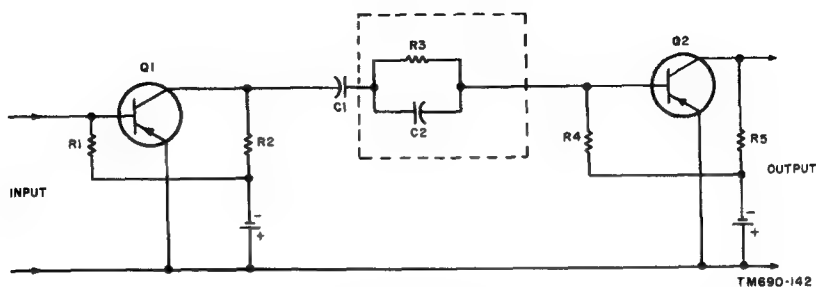 Q1
R1
R2
INPUT
-
+
C1
R3
C2
Q2
R4
R5
OUTPUT
-
+
TM690-142